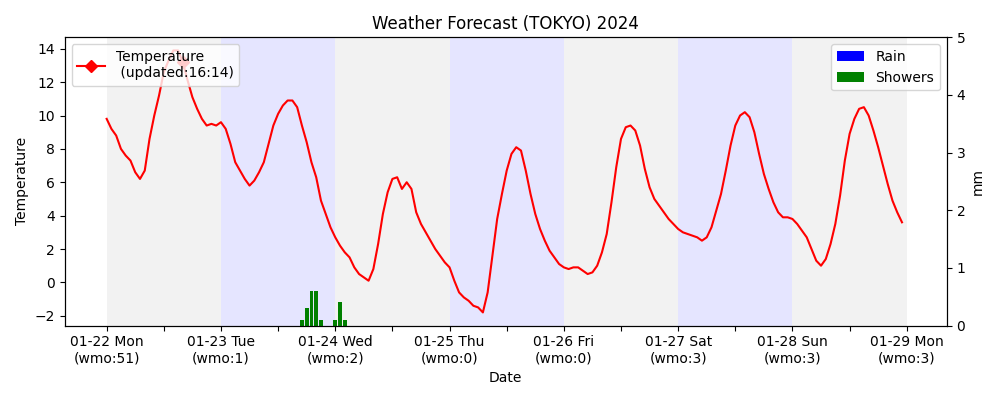 Weather Forecast (TOKYO) 2024
Temperature
(updated:16:14)
Rain
Showers
14
12
10
8
6
4
2
0
−2
Temperature
5
4
3
2
1
0
mm
01-22 Mon
(wmo:51)
01-23 Tue
(wmo:1)
01-24 Wed
(wmo:2)
01-25 Thu
(wmo:0)
01-26 Fri
(wmo:0)
01-27 Sat
(wmo:3)
01-28 Sun
(wmo:3)
01-29 Mon
(wmo:3)
Date